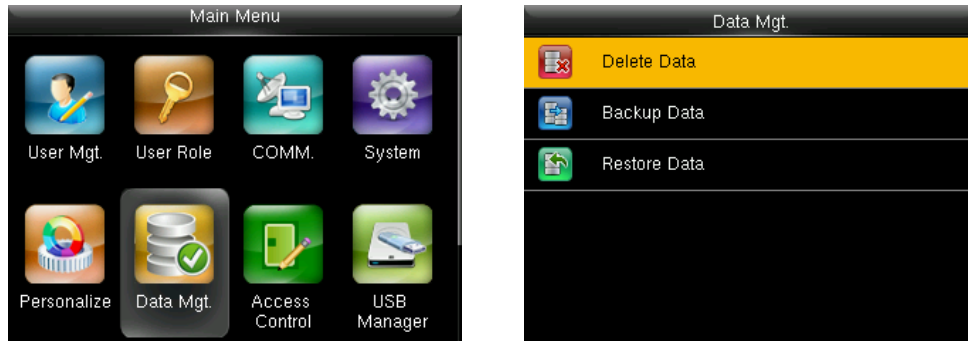 Main Menu
User Mgt.
User Role
COMM.
System
Personalize
Data Mgt.
Access
Control
USB
Manager
Data Mgt.
Delete Data
Backup Data
Restore Data